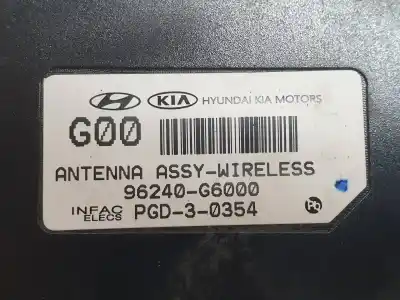 KIA HYUNDAI KIA MOTORS
G00
ANTENNA ASSY-WIRELESS
96240-G6000
INFAC ELECS PGD-3-0354
Pb